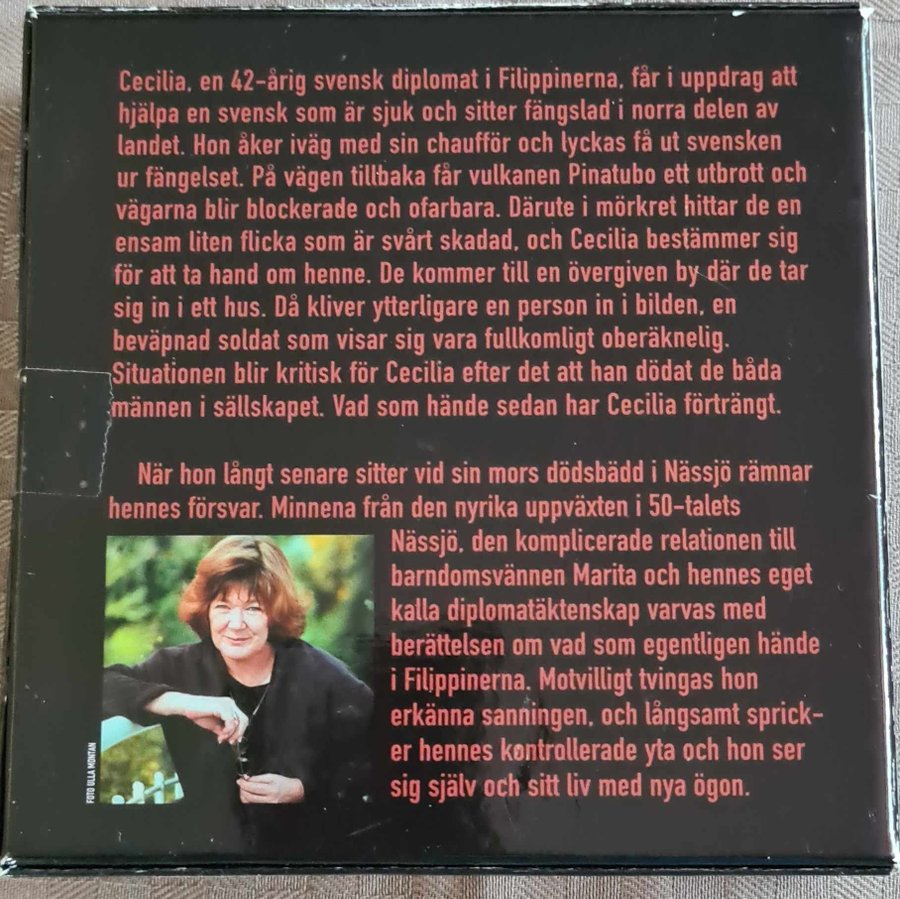 Cecilia, en 42-årig svensk diplomat i Filippinerna, får i uppdrag att
hjälpa en svensk som är sjuk och sitter fängslad i norra delen av
landet. Hon åker iväg med sin chaufför och lyckas få ut svensken
ur fängelset. På vägen tillbaka får vulkanen Pinatubo ett utbrott och
vägarna blir blockerade och ofarbara. Därute i mörkret hittar de en
ensam liten flicka som är svårt skadad, och Cecilia bestämmer sig
för att ta hand om henne. De kommer till en övergiven by där de tar
sig in i ett hus. Då kliver ytterligare en person in i bilden, en
beväpnad soldat som visar sig vara fullkomligt oberäknelig.
Situationen blir kritisk för Cecilia efter det att han dödat de båda
männen i sällskapet. Vad som hände sedan har Cecilia förträngt.
När hon långt senare sitter vid sin mors dödsbädd i Nässjö rämnar
hennes försvar. Minnena från den nyrika uppväxten i 50-talets
Nässjö, den komplicerade relationen till
barndomsvännen Marita och hennes eget
kalla diplomatäktenskap varvas med
berättelsen om vad som egentligen hände
i Filippinerna. Motvilligt tvingas hon
erkänna sanningen, och långsamt sprick-
er hennes kontrollerade yta och hon ser
sig själv och sitt liv med nya ögon.
FOTO ULLA MONTAN